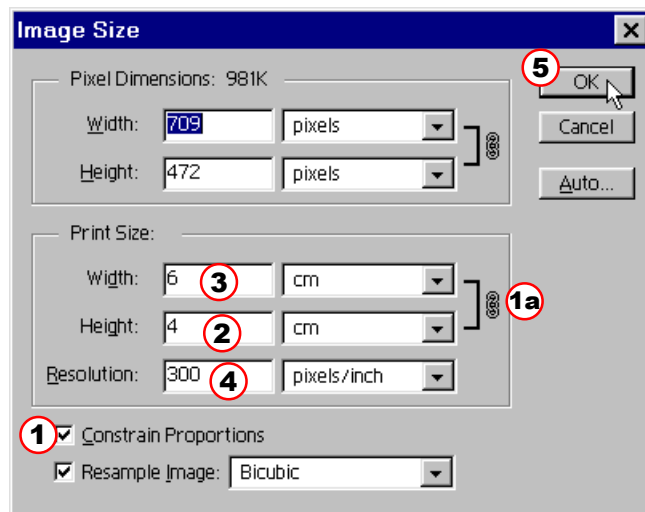 Image Size
Pixel Dimensions: 981K
5 OK
Width: 709 pixels
Cancel
Height: 472 pixels
Auto...
Print Size:
Width: 6 3 cm
1a
Height: 4 2 cm
Resolution: 300 4 pixels/inch
1 Constrain Proportions
Resample Image: Bicubic